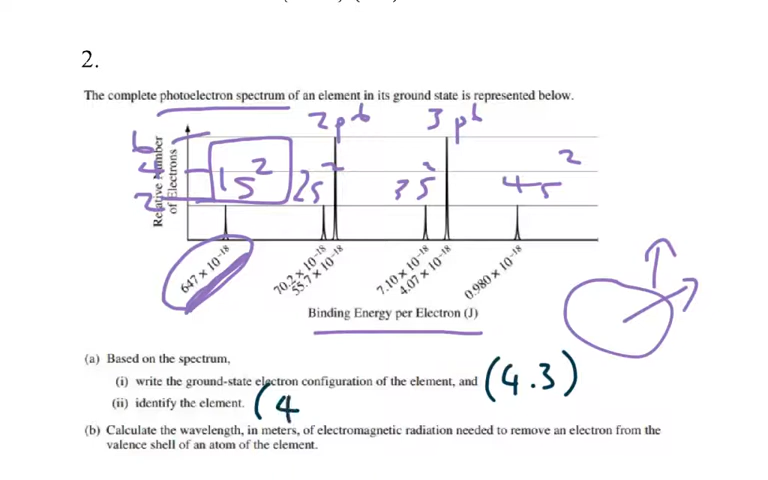 2.
The complete photoelectron spectrum of an element in its ground state is represented below.
2p6 3p6
6
4
2
Relative Number
of Electrons
1s2 2s2 3s2 4s2
647 × 10−18
70.2 × 10−18
55.7 × 10−18
7.10 × 10−18
4.07 × 10−18
0.980 × 10−18
Binding Energy per Electron (J)
(a) Based on the spectrum,
(i) write the ground-state electron configuration of the element, and (4.3)
(ii) identify the element. (4
(b) Calculate the wavelength, in meters, of electromagnetic radiation needed to remove an electron from the
valence shell of an atom of the element.